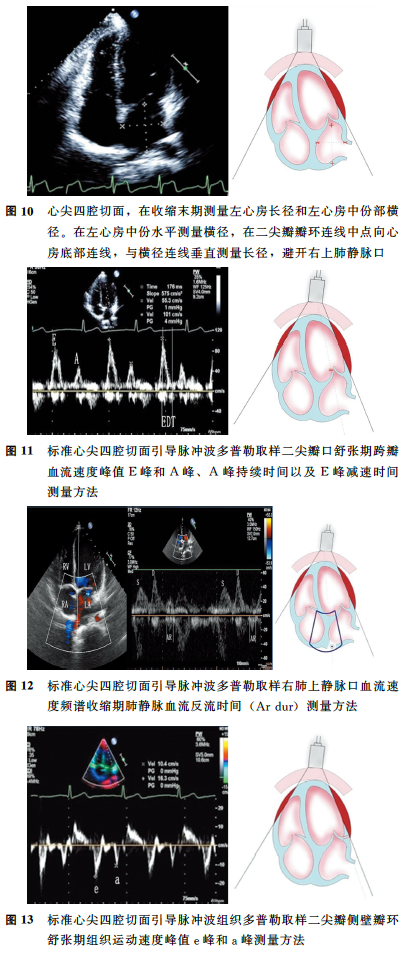 图 10 心尖四腔切面，在收缩末期测量左心房长径和左心房中份部横
径。在左心房中份水平测量横径，在二尖瓣瓣环连线中点向心
房底部连线，与横径连线垂直测量长径，避开右上肺静脉口
Time 176 ms
Slope 575 cm/s²
Vel 55.3 cm/s
PG 1 mmHg
Vel 101 cm/s
PG 4 mmHg
E
A
cm/s
EDT
75mm/s
图 11 标准心尖四腔切面引导脉冲波多普勒取样二尖瓣口舒张期跨瓣
血流速度峰值 E 峰和 A 峰、A 峰持续时间以及 E 峰减速时间
测量方法
RV LV
RA LA
S D S D
AR AR
cm/s
图 12 标准心尖四腔切面引导脉冲波多普勒取样右肺上静脉口血流速
度频谱收缩期肺静脉血流反流时间（Ar dur）测量方法
Vel 10.4 cm/s
PG 0 mmHg
Vel 16.3 cm/s
PG 0 mmHg
cm/s
e
a
75mm/s
图 13 标准心尖四腔切面引导脉冲波组织多普勒取样二尖瓣侧壁瓣环
舒张期组织运动速度峰值 e 峰和 a 峰测量方法